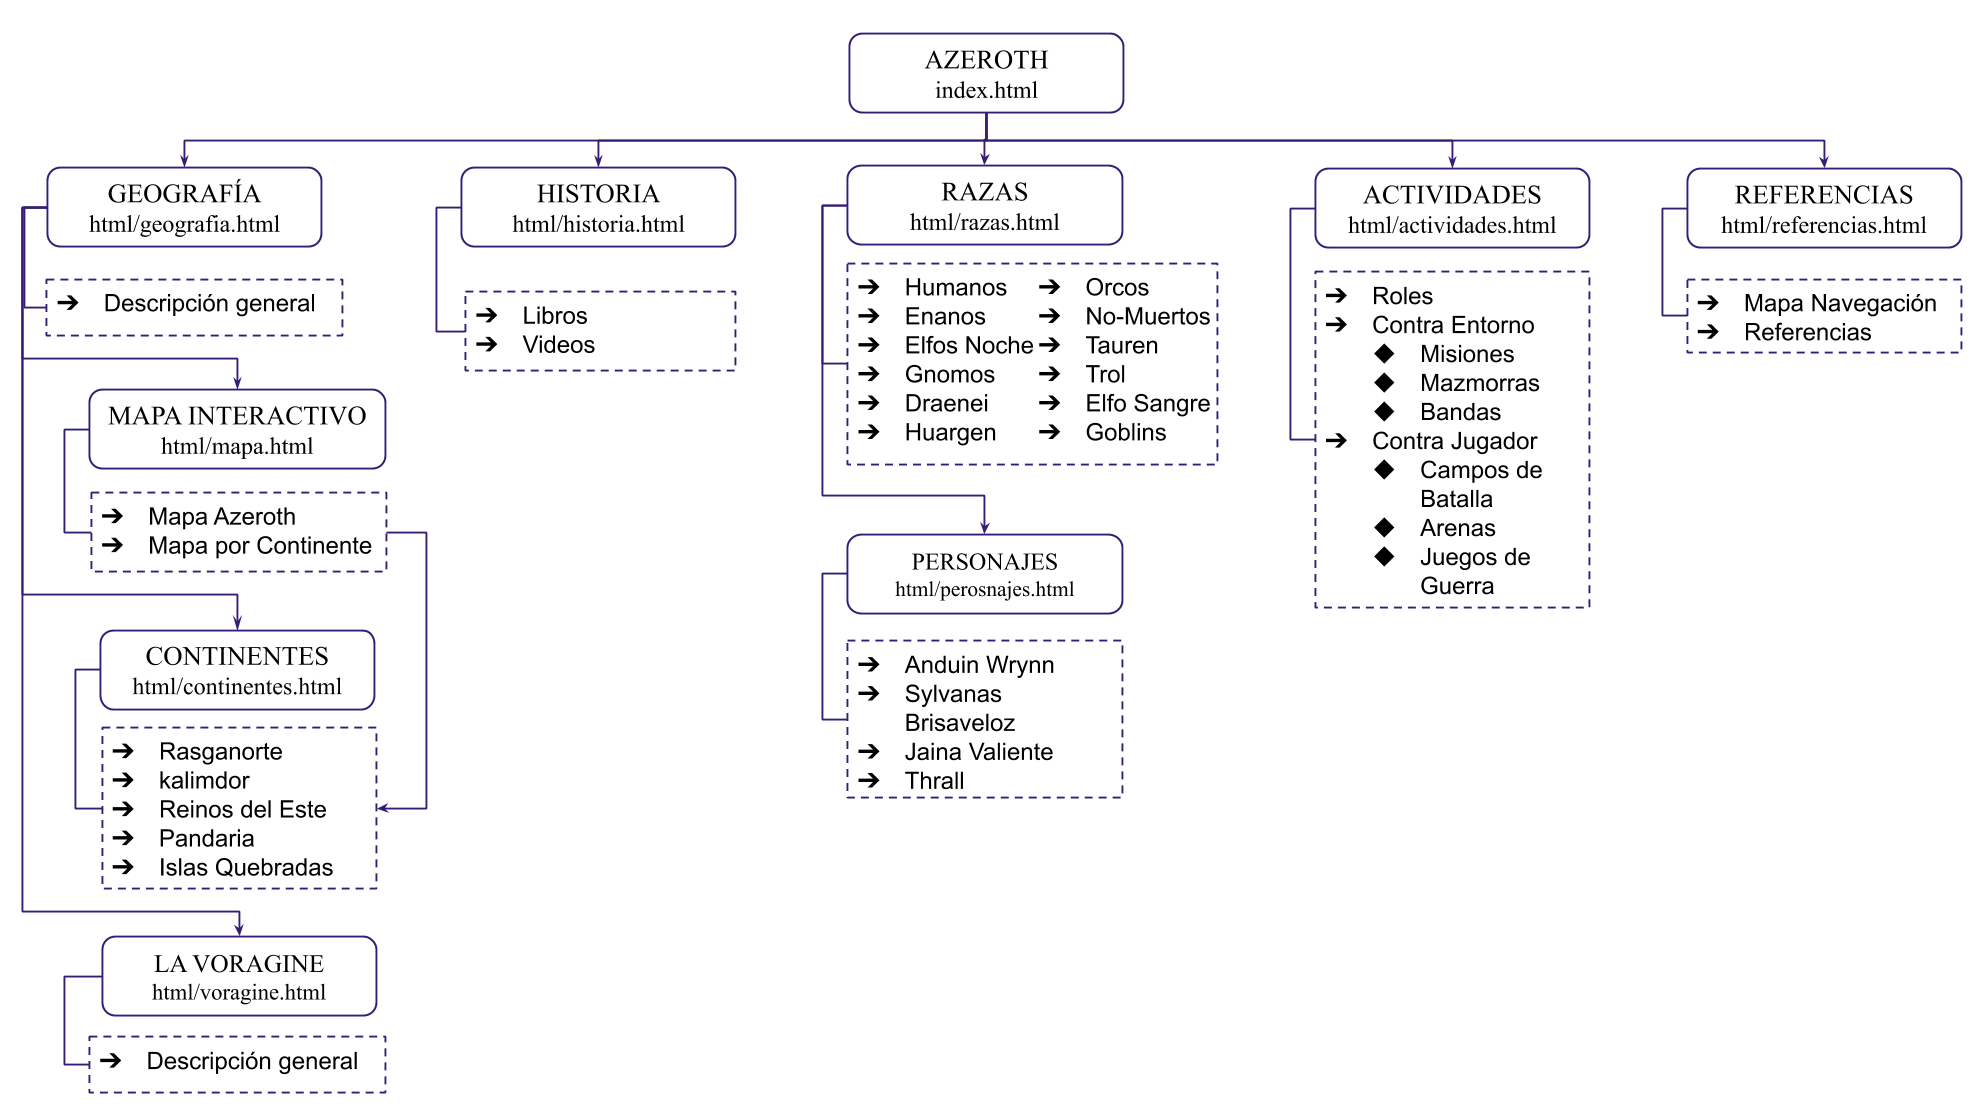 AZEROTH
index.html
GEOGRAFÍA
html/geografia.html
Descripción general
MAPA INTERACTIVO
html/mapa.html
Mapa Azeroth
Mapa por Continente
CONTINENTES
html/continentes.html
Rasganorte
kalimdor
Reinos del Este
Pandaria
Islas Quebradas
LA VORAGINE
html/voragine.html
Descripción general
HISTORIA
html/historia.html
Libros
Videos
RAZAS
html/razas.html
Humanos
Enanos
Elfos Noche
Gnomos
Draenei
Huargen
Orcos
No-Muertos
Tauren
Trol
Elfo Sangre
Goblins
PERSONAJES
html/perosnajes.html
Anduin Wrynn
Sylvanas
Brisaveloz
Jaina Valiente
Thrall
ACTIVIDADES
html/actividades.html
Roles
Contra Entorno
Misiones
Mazmorras
Bandas
Contra Jugador
Campos de
Batalla
Arenas
Juegos de
Guerra
REFERENCIAS
html/referencias.html
Mapa Navegación
Referencias